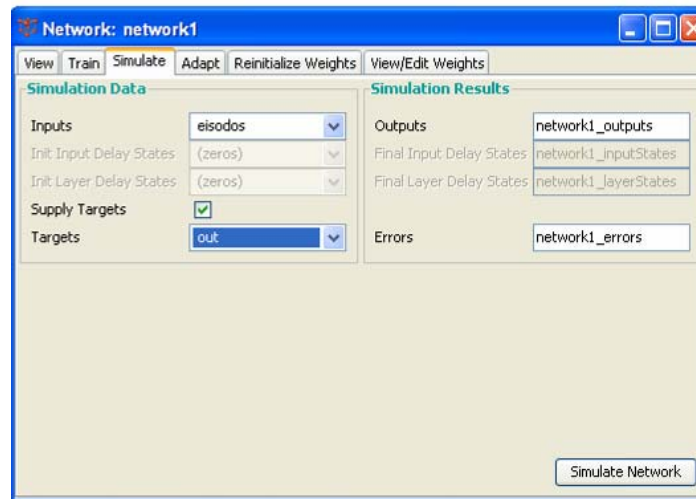 Network: network1
View Train Simulate Adapt Reinitialize Weights View/Edit Weights
Simulation Data
Inputs eisodos
Init Input Delay States (zeros)
Init Layer Delay States (zeros)
Supply Targets
Targets out
Simulation Results
Outputs network1_outputs
Final Input Delay States network1_inputStates
Final Layer Delay States network1_layerStates
Errors network1_errors
Simulate Network